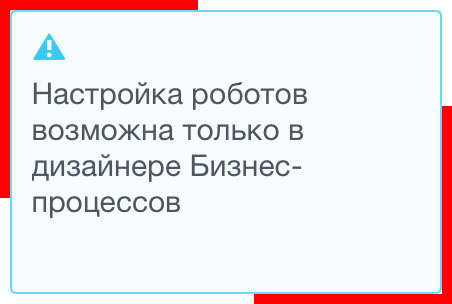 Настройка роботов
возможна только в
дизайнере Бизнес-
процессов